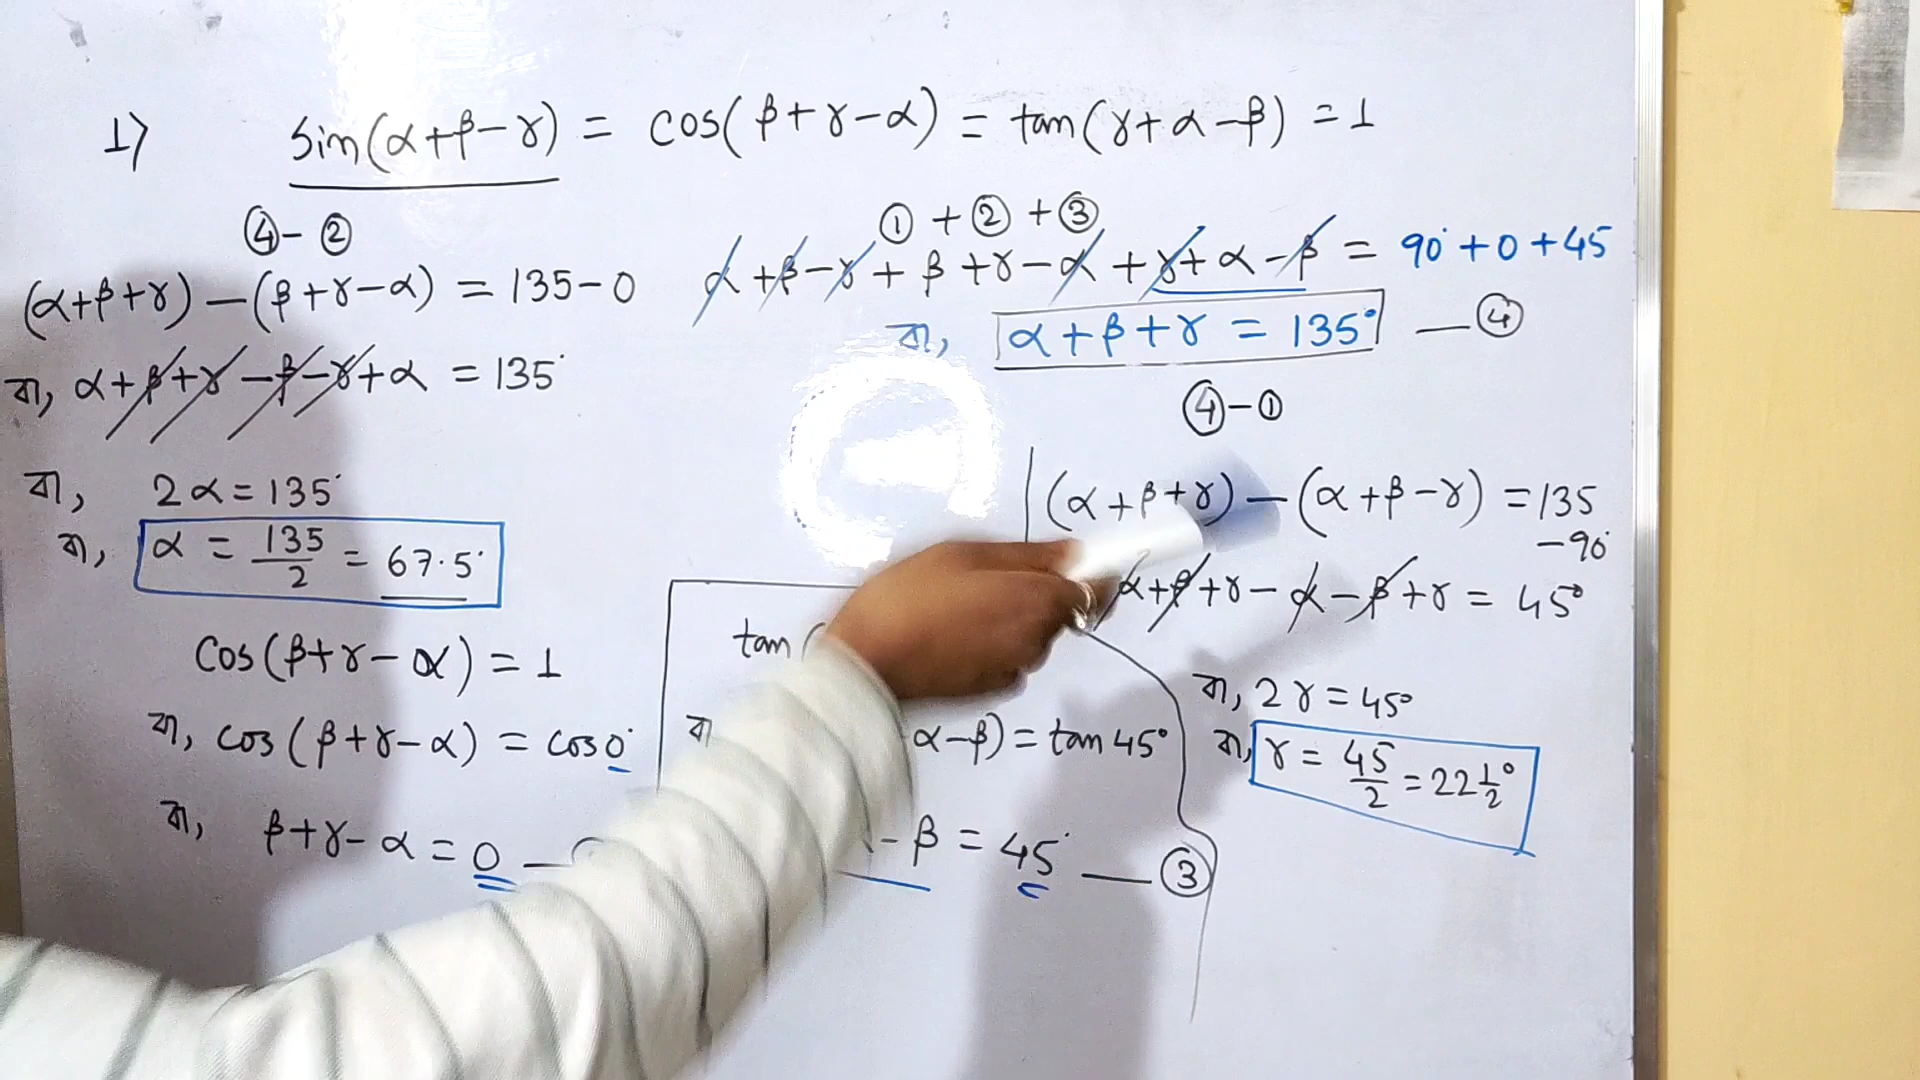 1) sin(α+β-γ) = cos(β+γ-α) = tan(γ+α-β) = 1
④ - ②
(α+β+γ) - (β+γ-α) = 135-0
বা, α+β+γ-β-γ+α = 135°
বা, 2α = 135°
বা, α = 135/2 = 67.5°
cos(β+γ-α) = 1
বা, cos(β+γ-α) = cos0°
বা, β+γ-α = 0 —
① + ② + ③
α+β-γ + β+γ-α + γ+α-β = 90°+0+45
বা, α+β+γ = 135° — ④
④ - ①
(α+β+γ) - (α+β-γ) = 135
-90°
α+β+γ-α-β+γ = 45°
বা, 2γ = 45°
বা, γ = 45/2 = 22 1/2°
tan(
বা α-β) = tan 45°
- β = 45° — ③